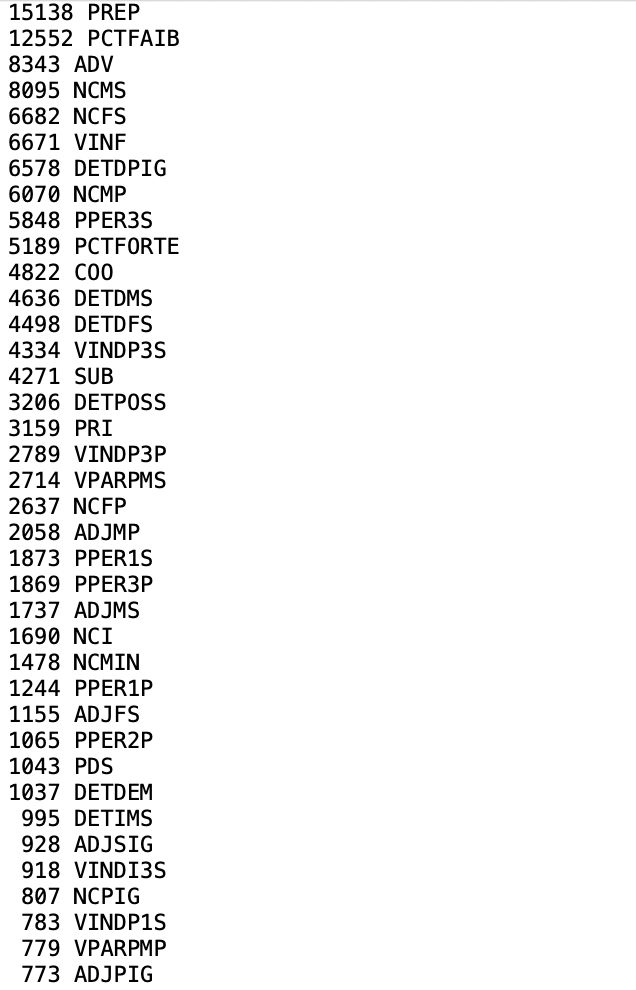 15138 PREP
12552 PCTFAIB
8343 ADV
8095 NCMS
6682 NCFS
6671 VINF
6578 DETDPIG
6070 NCMP
5848 PPER3S
5189 PCTFORTE
4822 COO
4636 DETDMS
4498 DETDFS
4334 VINDP3S
4271 SUB
3206 DETPOSS
3159 PRI
2789 VINDP3P
2714 VPARPMS
2637 NCFP
2058 ADJMP
1873 PPER1S
1869 PPER3P
1737 ADJMS
1690 NCI
1478 NCMIN
1244 PPER1P
1155 ADJFS
1065 PPER2P
1043 PDS
1037 DETDEM
995 DETIMS
928 ADJSIG
918 VINDI3S
807 NCPIG
783 VINDP1S
779 VPARPMP
773 ADJPIG